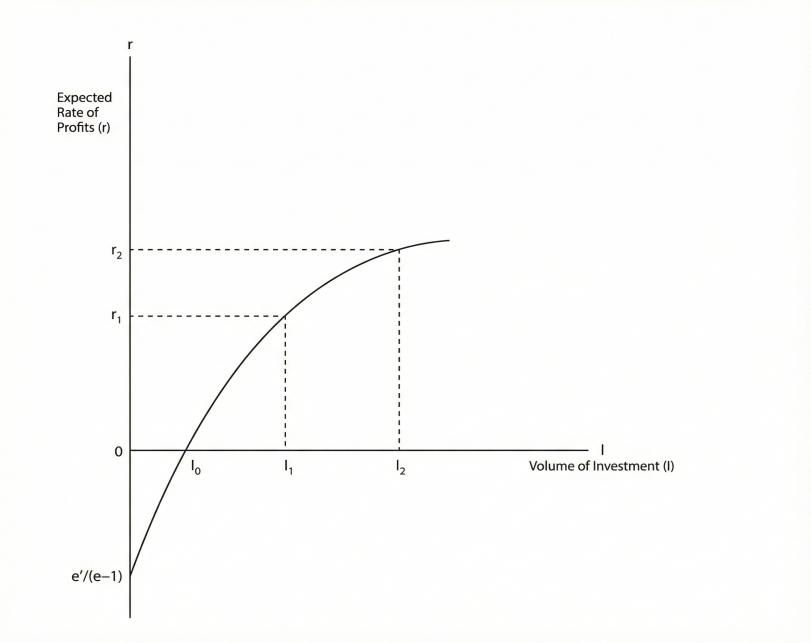 r
Expected
Rate of
Profits (r)
r₂
r₁
0
I
I₀
I₁
I₂
Volume of Investment (I)
e′/(e−1)